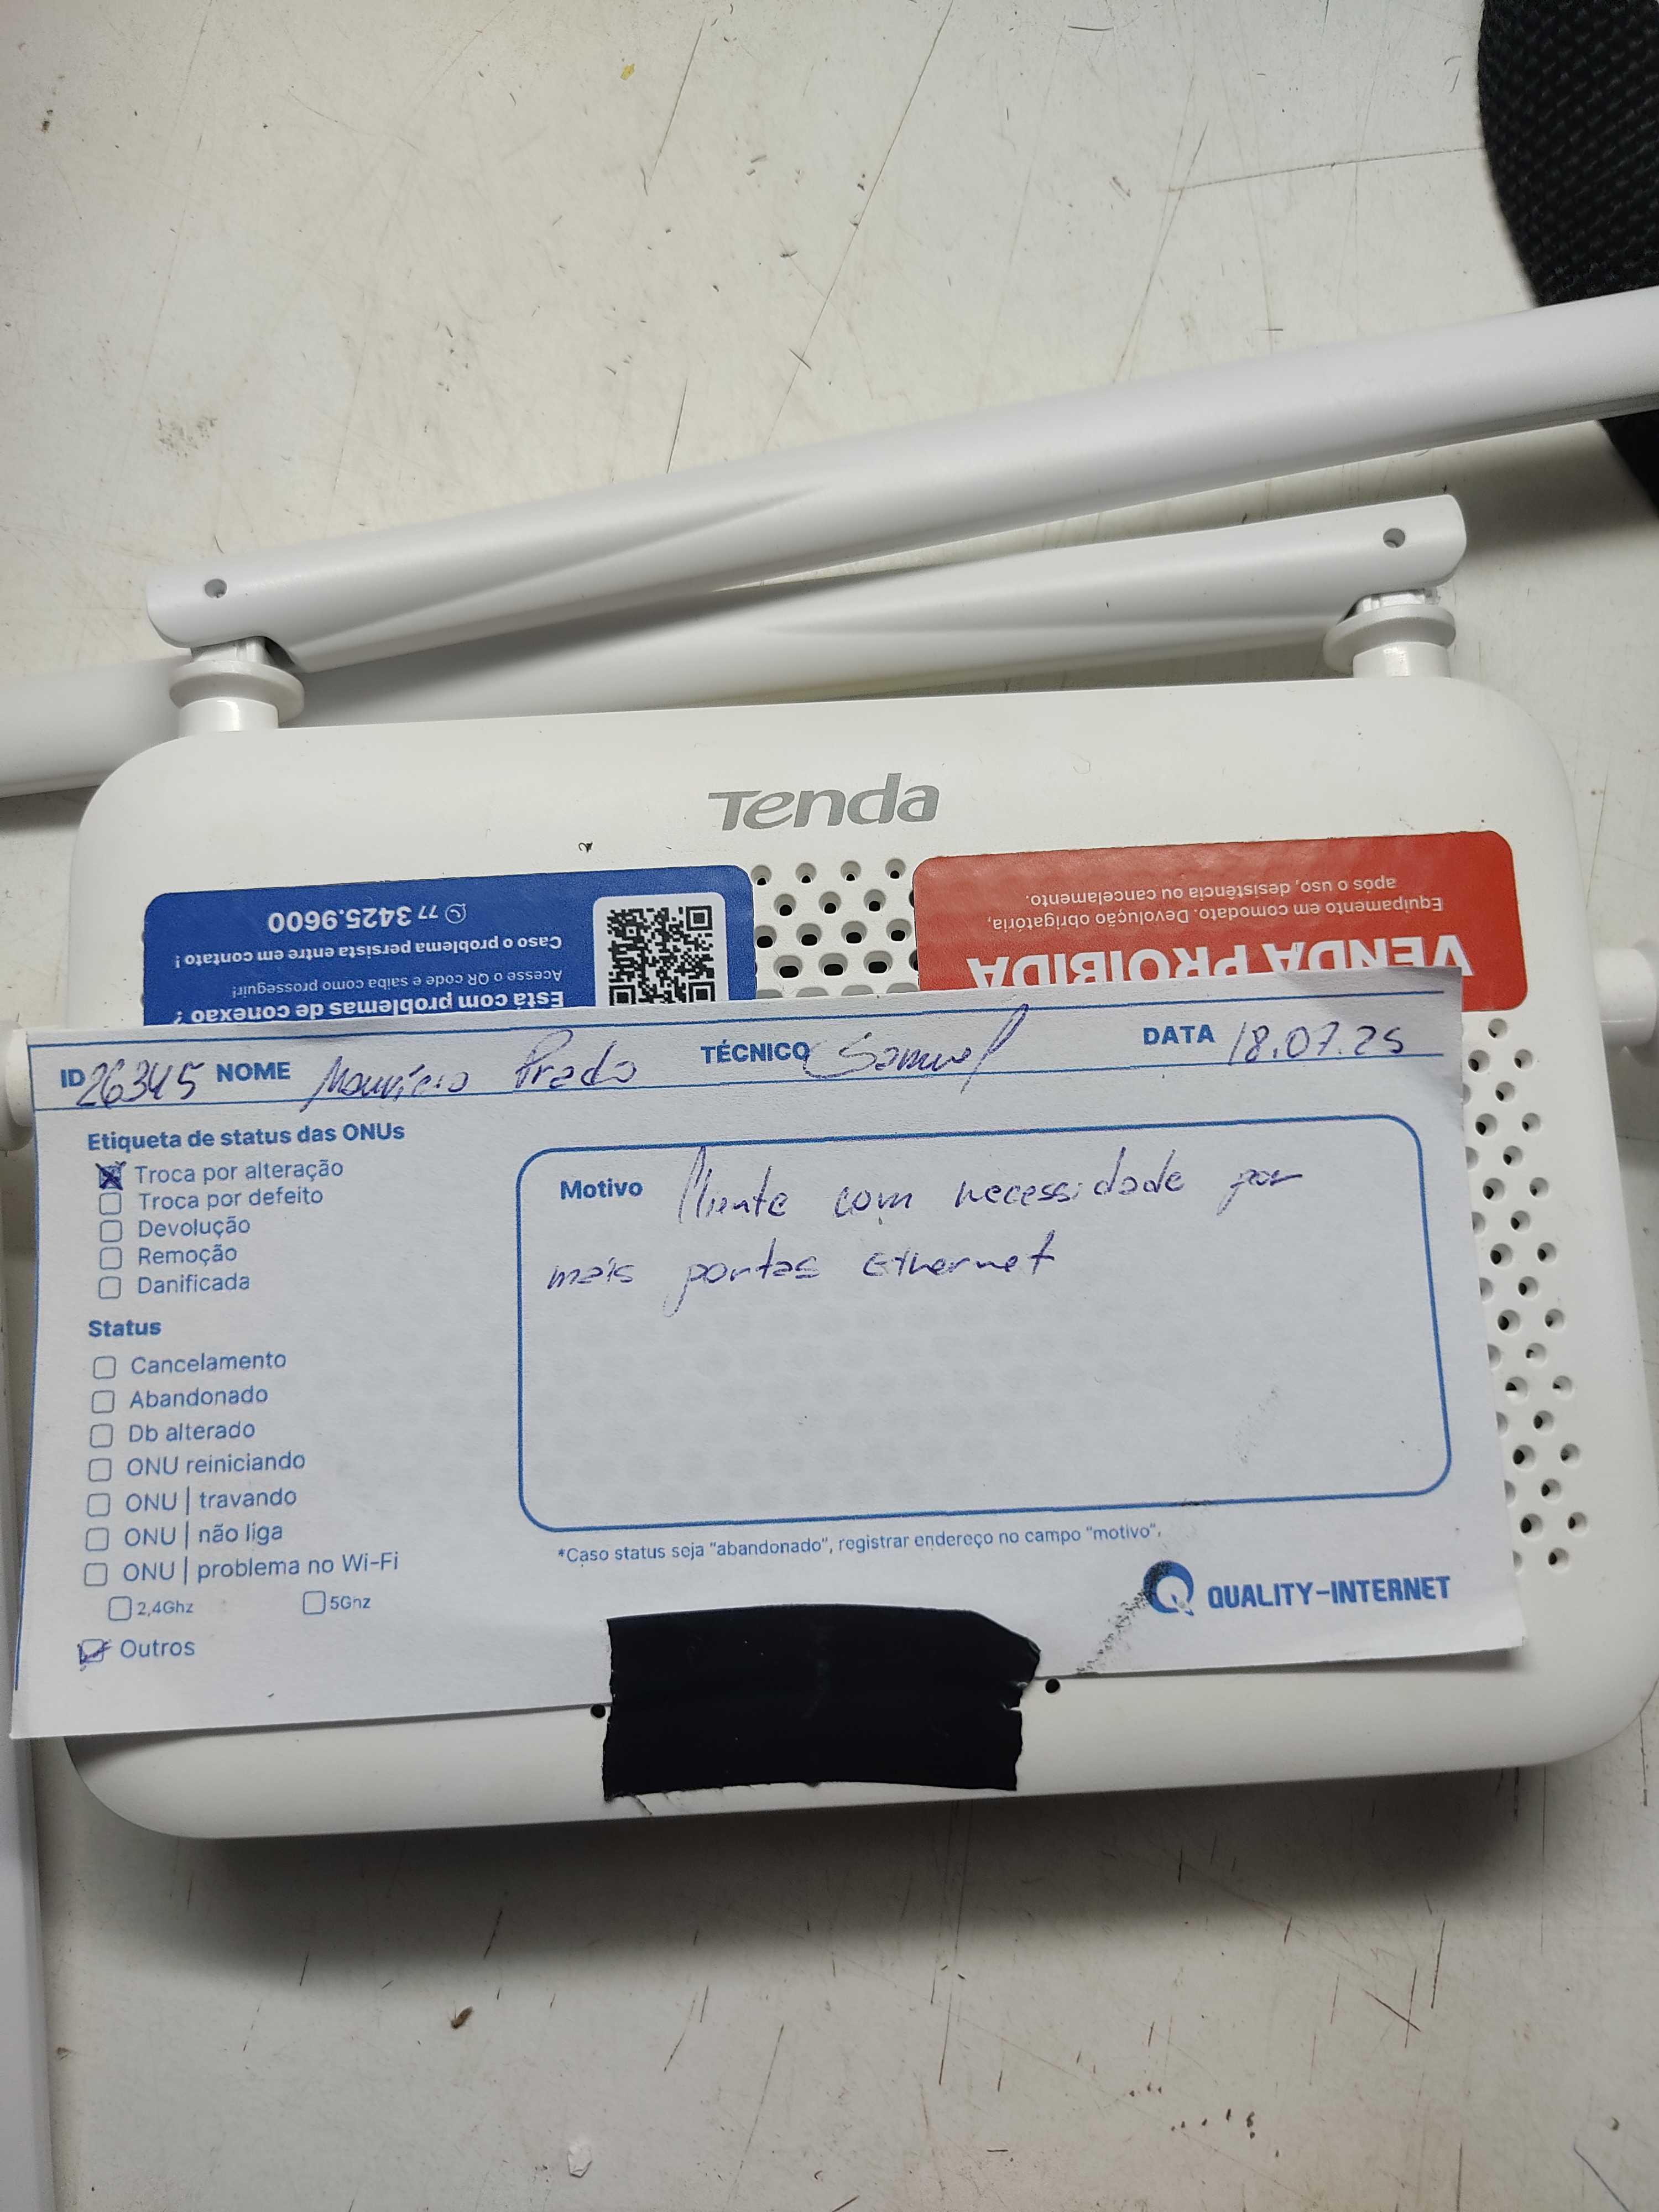 Tenda
Está com problemas de conexão ?
Acesse o QR code e saiba como prosseguir!
Caso o problema persista entre em contato !
77 3425.9600
VENDA PROIBIDA
Equipamento em comodato. Devolução obrigatória,
após o uso, desistência ou cancelamento.
ID 26345 NOME Maurício Prado TÉCNICO Samuel DATA 18.07.25
Etiqueta de status das ONUs
Troca por alteração
Troca por defeito
Devolução
Remoção
Danificada
Status
Cancelamento
Abandonado
Db alterado
ONU reiniciando
ONU | travando
ONU | não liga
ONU | problema no Wi-Fi
2,4Ghz 5Ghz
Outros
Motivo Cliente com necessidade por
mais portas Ethernet
*Caso status seja "abandonado", registrar endereço no campo "motivo".
QUALITY-INTERNET